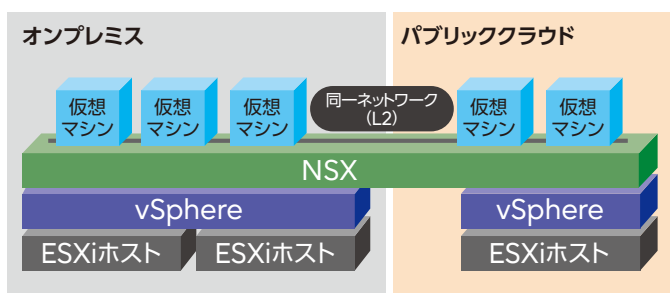 オンプレミス
パブリッククラウド
仮想
マシン
仮想
マシン
仮想
マシン
同一ネットワーク
(L2)
仮想
マシン
仮想
マシン
NSX
vSphere
vSphere
ESXiホスト
ESXiホスト
ESXiホスト